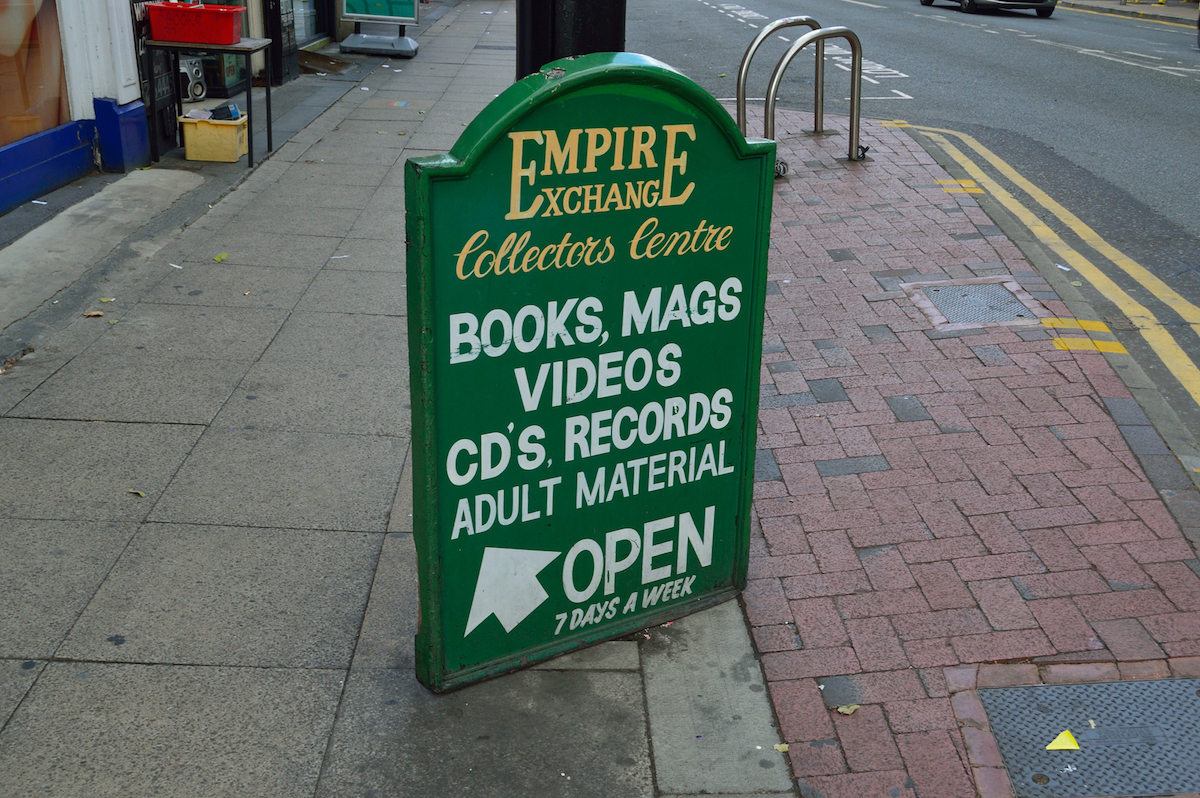 EMPIRE
EXCHANGE
Collectors Centre
BOOKS, MAGS
VIDEOS
CD'S, RECORDS
ADULT MATERIAL
OPEN
7 DAYS A WEEK